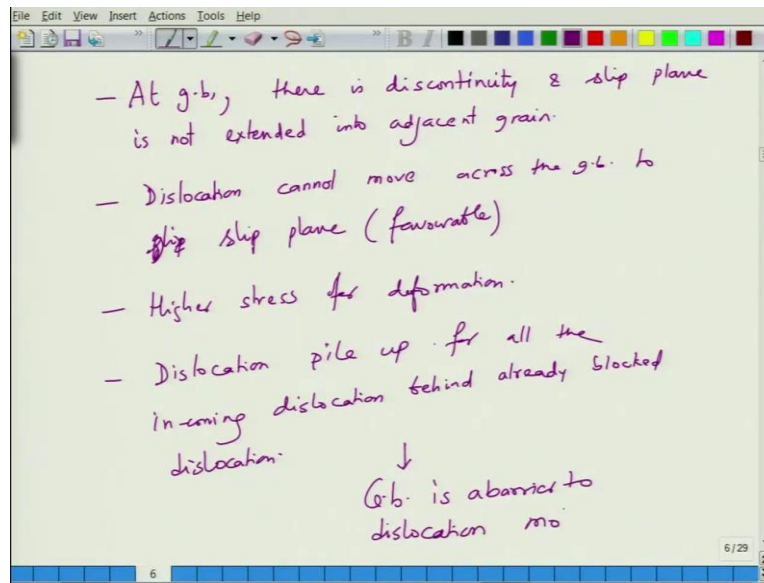 File Edit View Insert Actions Tools Help
- At g.b., there is discontinuity & slip plane
is not extended into adjacent grain.
- Dislocation cannot move across the g.b. to
slip plane (favourable)
- Higher stress for deformation.
- Dislocation pile up for all the
in-coming dislocation behind already blocked
dislocation.
↓
G.b. is a barrier to
dislocation mo
6/29
6